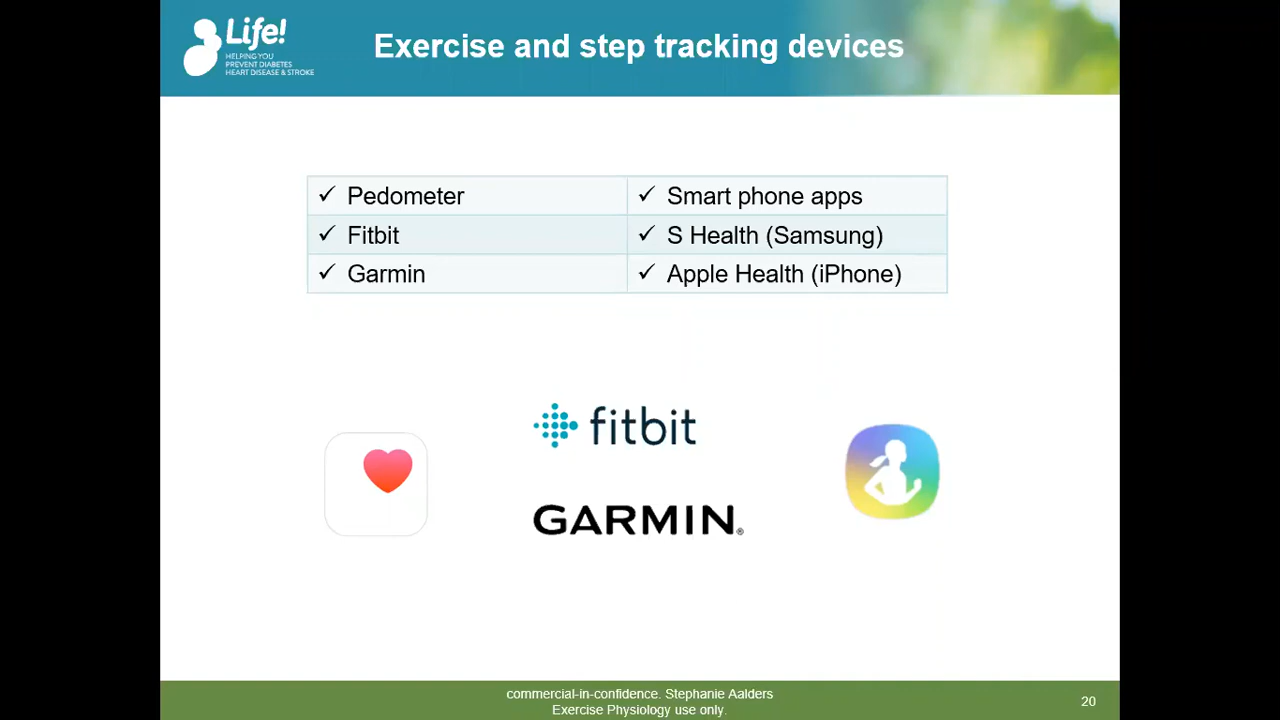 Life!
HELPING YOU
PREVENT DIABETES
HEART DISEASE & STROKE
Exercise and step tracking devices
✓ Pedometer
✓ Smart phone apps
✓ Fitbit
✓ S Health (Samsung)
✓ Garmin
✓ Apple Health (iPhone)
fitbit
GARMIN®
commercial-in-confidence. Stephanie Aalders
Exercise Physiology use only.
20